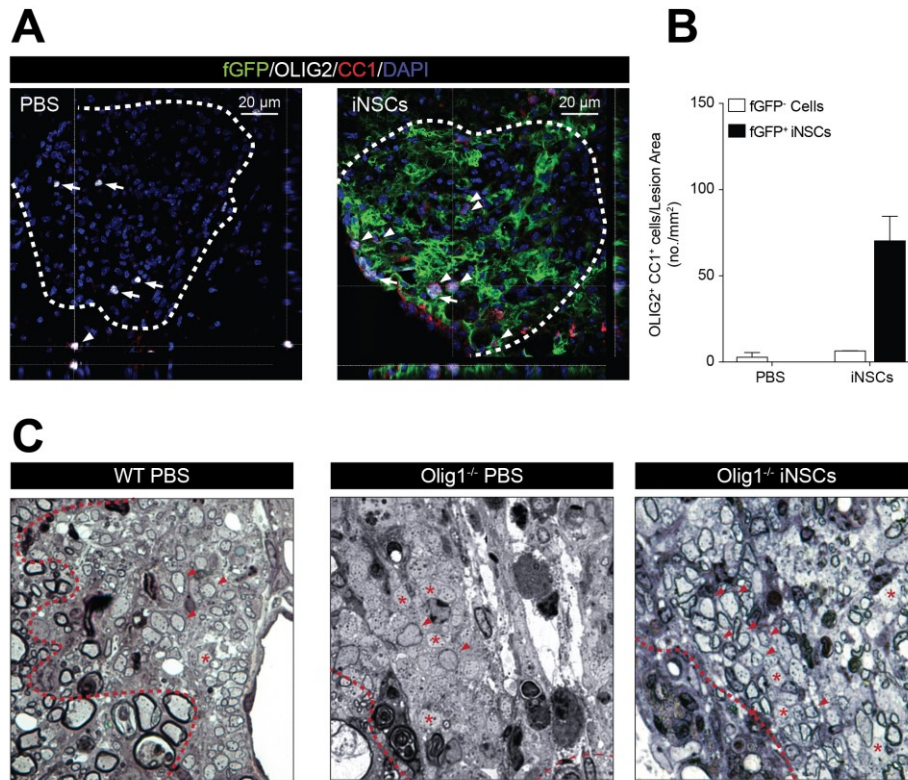 A
fGFP/OLIG2/CC1/DAPI
PBS
20 µm
iNSCs
20 µm
B
OLIG2⁺ CC1⁺ cells/Lesion Area
(no./mm²)
150
100
50
0
fGFP⁻ Cells
fGFP⁺ iNSCs
PBS
iNSCs
C
WT PBS
Olig1⁻/⁻ PBS
Olig1⁻/⁻ iNSCs